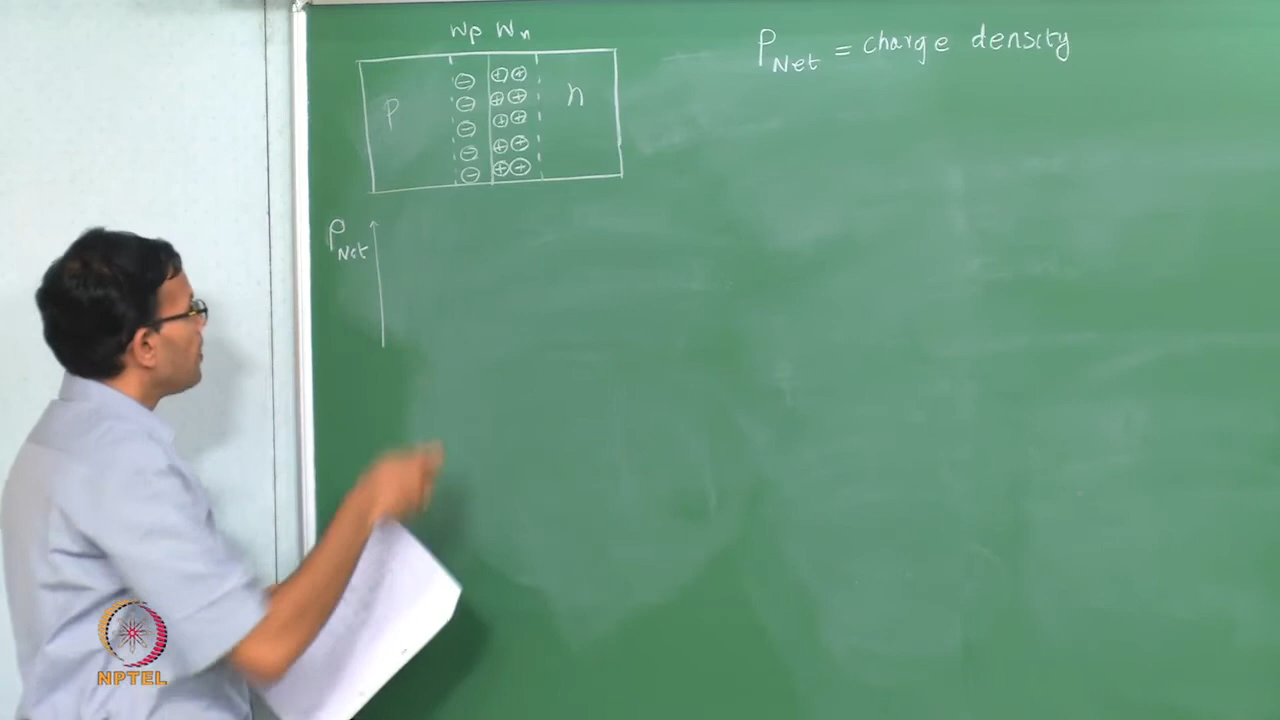 Wp Wn
ρNet = charge density
p
⊖ ⊕ ⊕
⊖ ⊕ ⊕
⊖ ⊕ ⊕
⊖ ⊕ ⊕
⊖ ⊕ ⊕
n
ρNet
NPTEL